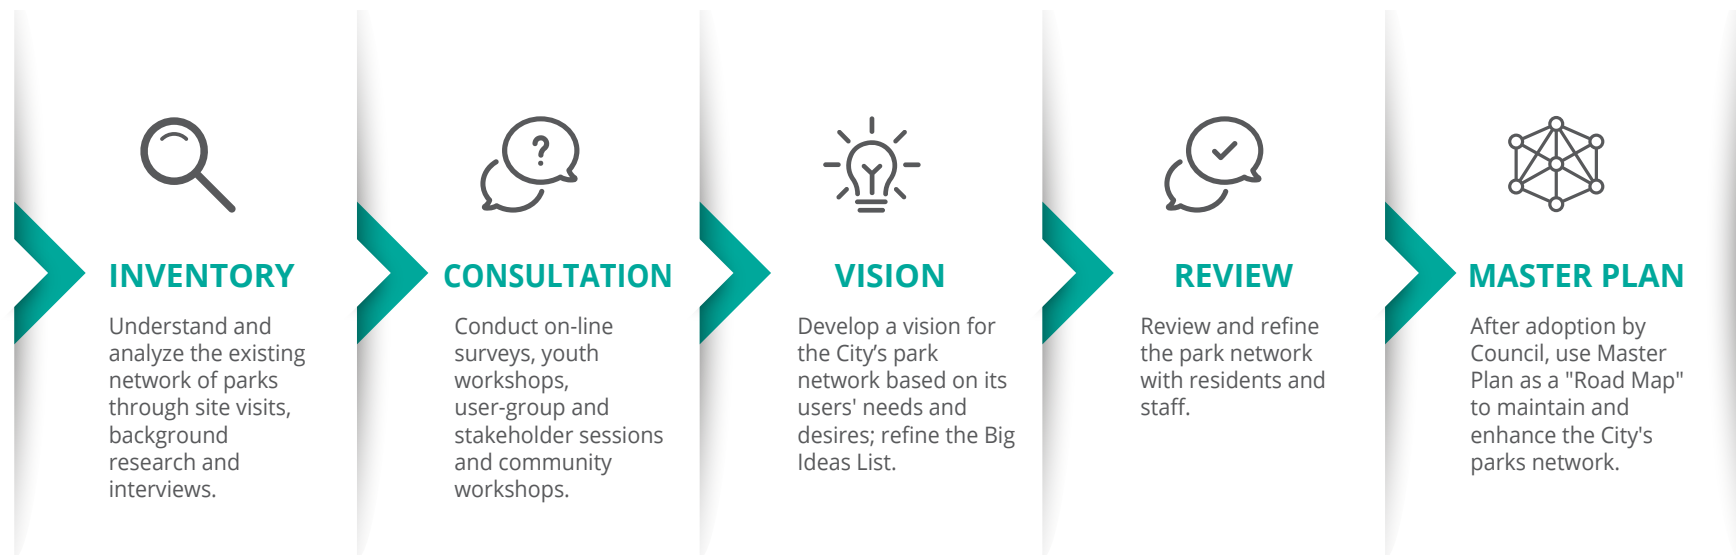 INVENTORY
Understand and
analyze the existing
network of parks
through site visits,
background
research and
interviews.
CONSULTATION
Conduct on-line
surveys, youth
workshops,
user-group and
stakeholder sessions
and community
workshops.
VISION
Develop a vision for
the City’s park
network based on its
users' needs and
desires; refine the Big
Ideas List.
REVIEW
Review and refine
the park network
with residents and
staff.
MASTER PLAN
After adoption by
Council, use Master
Plan as a "Road Map"
to maintain and
enhance the City's
parks network.